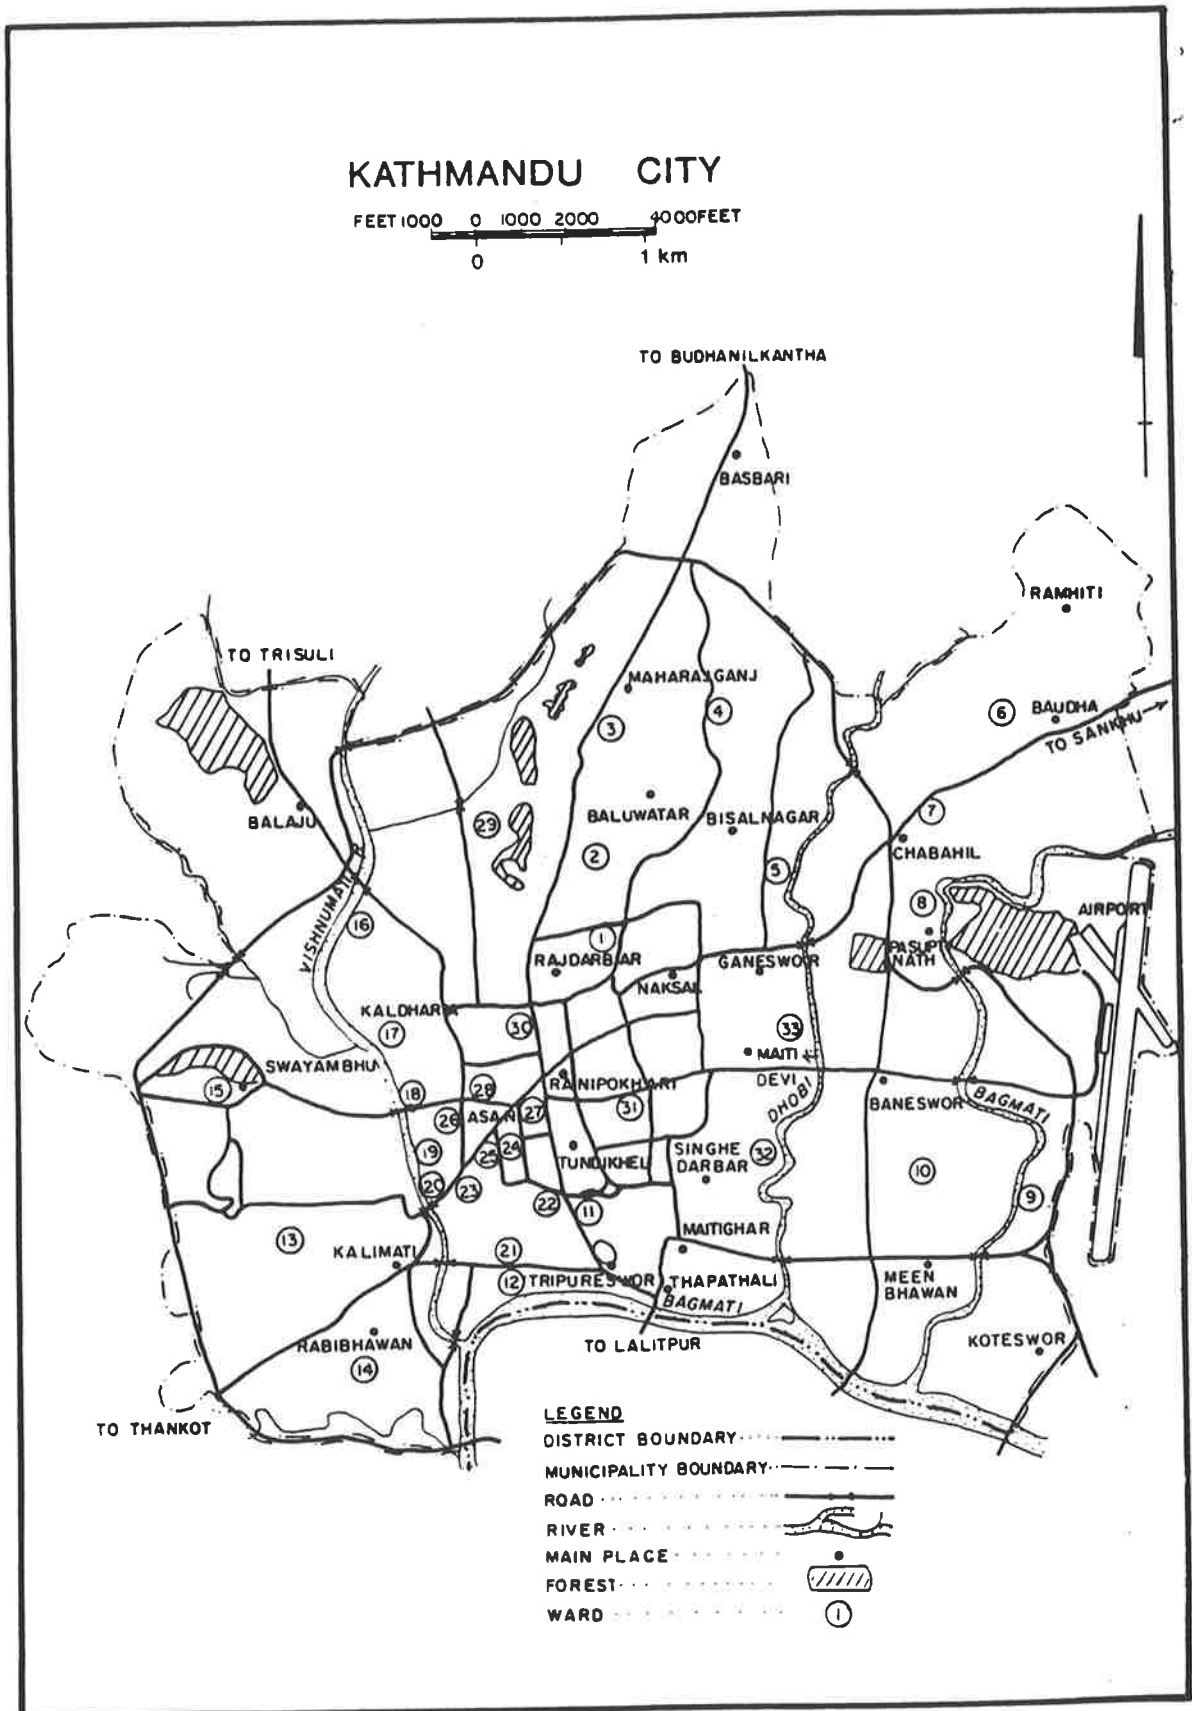 KATHMANDU CITY
FEET 1000 0 1000 2000 4000 FEET
0 1 km
TO BUDHANILKANTHA
BASBARI
RAMHITI
TO TRISULI
MAHARAJGANJ
3
4
6
BAUDHA
TO SANKHU
BALAJU
29
BALUWATAR
BISALNAGAR
7
CHABAHIL
2
5
8
AIRPORT
VISHNUMATI R
16
1
PASUPT
NATH
RAJDARBAR
NAKSAL
GANESWOR
KALDHARA
17
30
33
SWAYAMBHU
15
MAITI
DEVI
RANIPOKHARI
18
28
DHOBI
BANESWOR
BAGMATI
26
ASAN
27
31
19
25
24
TUNDIKHEL
SINGHE
DARBAR
32
10
20
23
22
11
9
13
KALIMATI
21
MAITIGHAR
12
TRIPURESWOR
THAPATHALI
BAGMATI
MEEN
BHAWAN
RABIBHAWAN
14
TO LALITPUR
KOTESWOR
TO THANKOT
LEGEND
DISTRICT BOUNDARY
MUNICIPALITY BOUNDARY
ROAD
RIVER
MAIN PLACE
FOREST
WARD 1